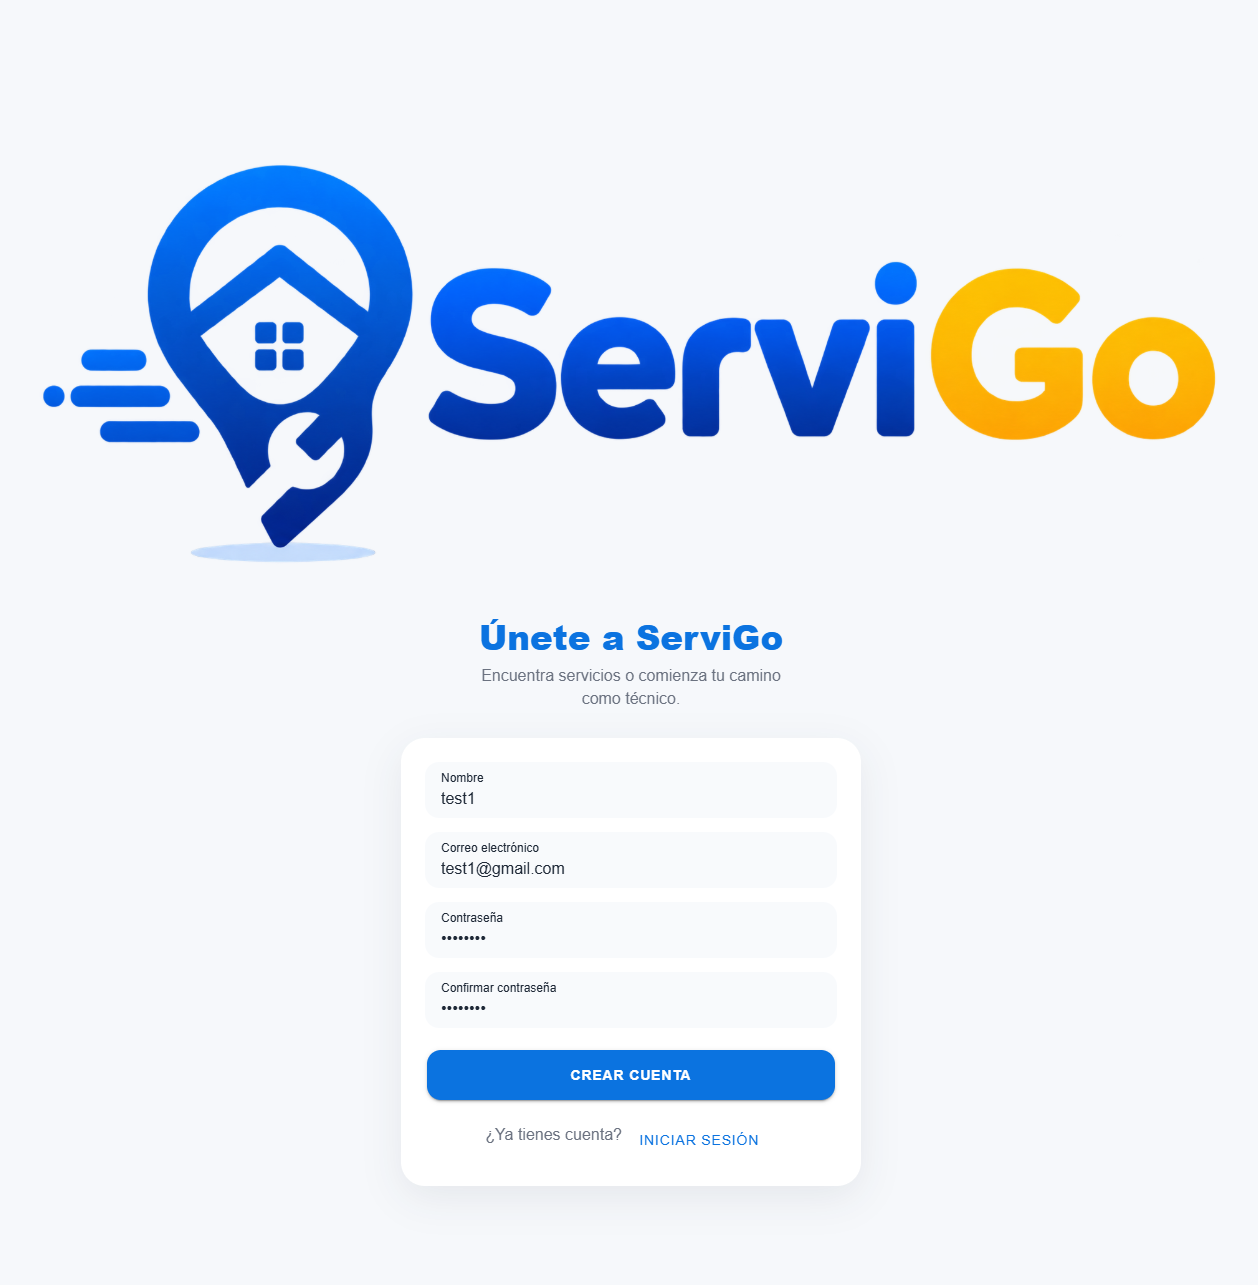 ServiGo
Únete a ServiGo
Encuentra servicios o comienza tu camino
como técnico.
Nombre
test1
Correo electrónico
test1@gmail.com
Contraseña
••••••••
Confirmar contraseña
••••••••
CREAR CUENTA
¿Ya tienes cuenta? INICIAR SESIÓN